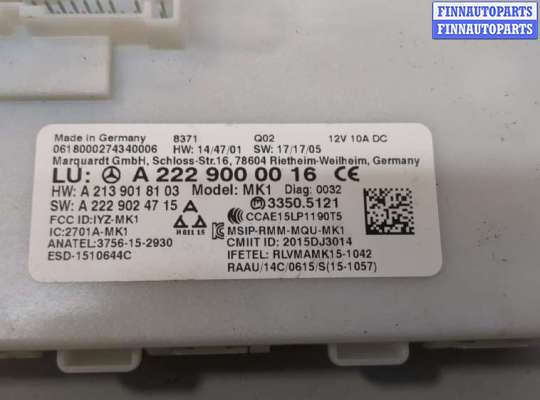 FINNAUTOPARTS
FINNAUTOPARTS
FINNAUTOPARTS
Made in Germany 8371 Q02 12V 10A DC
0618000274340006 HW: 14/47/01 SW: 17/17/05
Marquardt GmbH, Schloss-Str.16, 78604 Rietheim-Weilheim, Germany
LU: A 222 900 00 16 CE
HW: A 213 901 81 03 Model: MK1 Diag: 0032
SW: A 222 902 47 15 A 3350.5121
FCC ID:IYZ-MK1 CCAE15LP1190T5
IC:2701A-MK1 MSIP-RMM-MQU-MK1
ANATEL:3756-15-2930 CMIIT ID: 2015DJ3014
ESD-1510644C IFETEL: RLVMAMK15-1042
RAAU/14C/0615/S(15-1057)